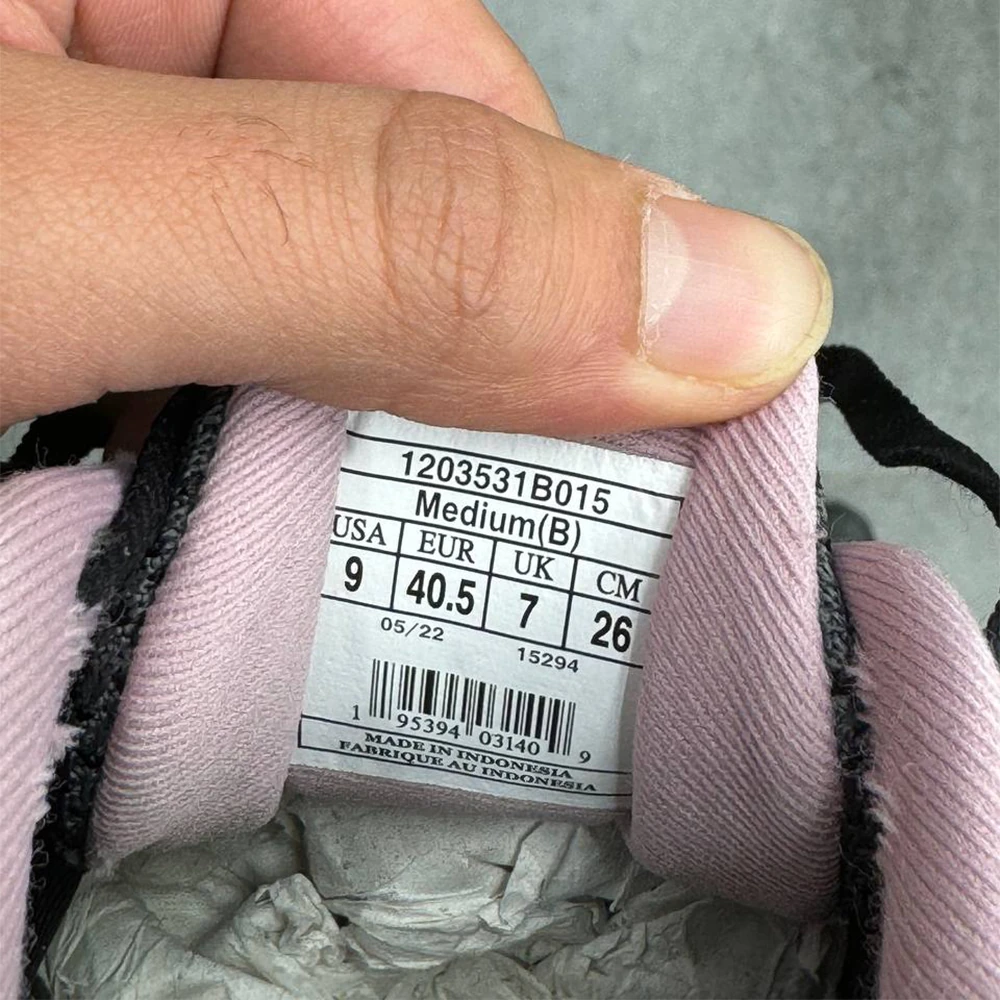 1203531B015
Medium(B)
USA EUR UK CM
9 40.5 7 26
05/22 15294
1 95394 03140 9
MADE IN INDONESIA
FABRIQUE AU INDONESIA